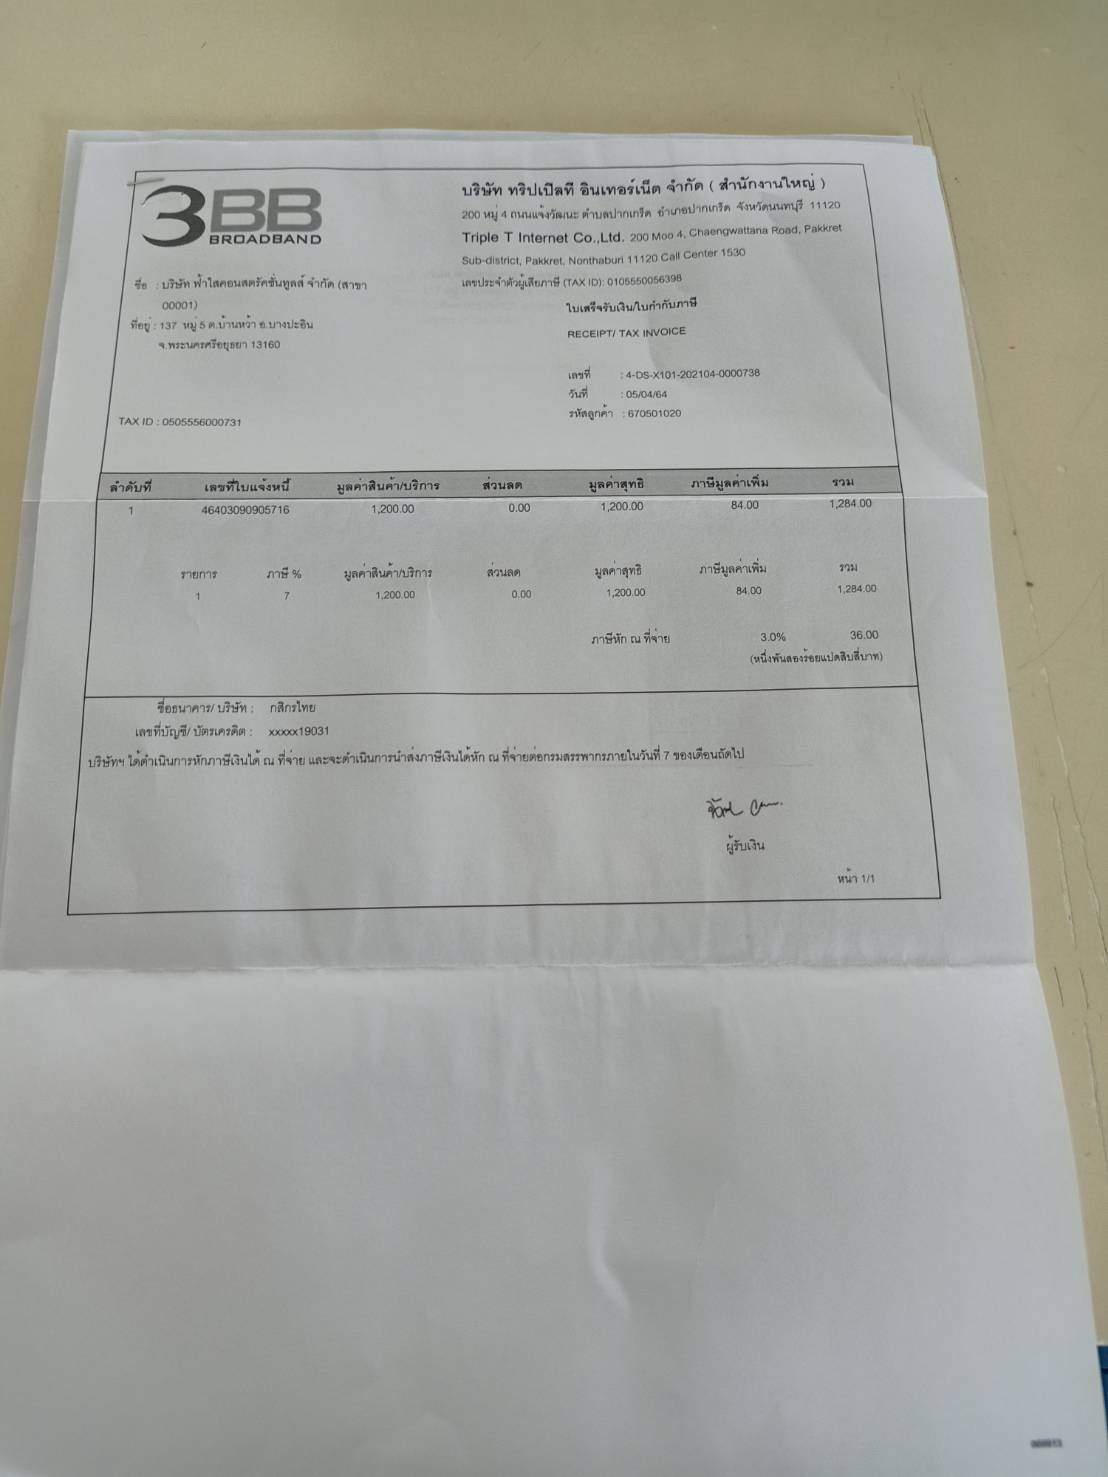 3BB
BROADBAND
บริษัท ทริปเปิลที อินเทอร์เน็ต จำกัด ( สำนักงานใหญ่ )
200 หมู่ 4 ถนนแจ้งวัฒนะ ตำบลปากเกร็ด อำเภอปากเกร็ด จังหวัดนนทบุรี 11120
Triple T Internet Co.,Ltd. 200 Moo 4, Chaengwattana Road, Pakkret
Sub-district, Pakkret, Nonthaburi 11120 Call Center 1530
เลขประจำตัวผู้เสียภาษี (TAX ID): 0105550056398
ชื่อ : บริษัท ฟ้าใสคอนสตรัคชั่นทูลส์ จำกัด (สาขา
00001)
ที่อยู่ : 137 หมู่ 5 ต.บ้านหว้า อ.บางปะอิน
จ.พระนครศรีอยุธยา 13160
TAX ID : 0505556000731
ใบเสร็จรับเงิน/ใบกำกับภาษี
RECEIPT/ TAX INVOICE
เลขที่ : 4-DS-X101-202104-0000738
วันที่ : 05/04/64
รหัสลูกค้า : 670501020
ลำดับที่ เลขที่ใบแจ้งหนี้ มูลค่าสินค้า/บริการ ส่วนลด มูลค่าสุทธิ ภาษีมูลค่าเพิ่ม รวม
1 46403090905716 1,200.00 0.00 1,200.00 84.00 1,284.00
รายการ ภาษี % มูลค่าสินค้า/บริการ ส่วนลด มูลค่าสุทธิ ภาษีมูลค่าเพิ่ม รวม
1 7 1,200.00 0.00 1,200.00 84.00 1,284.00
ภาษีหัก ณ ที่จ่าย 3.0% 36.00
(หนึ่งพันสองร้อยแปดสิบสี่บาท)
ชื่อธนาคาร/ บริษัท : กสิกรไทย
เลขที่บัญชี/ บัตรเครดิต : xxxxx19031
บริษัทฯ ได้ดำเนินการหักภาษีเงินได้ ณ ที่จ่าย และจะดำเนินการนำส่งภาษีเงินได้หัก ณ ที่จ่ายต่อกรมสรรพากรภายในวันที่ 7 ของเดือนถัดไป
ผู้รับเงิน
หน้า 1/1